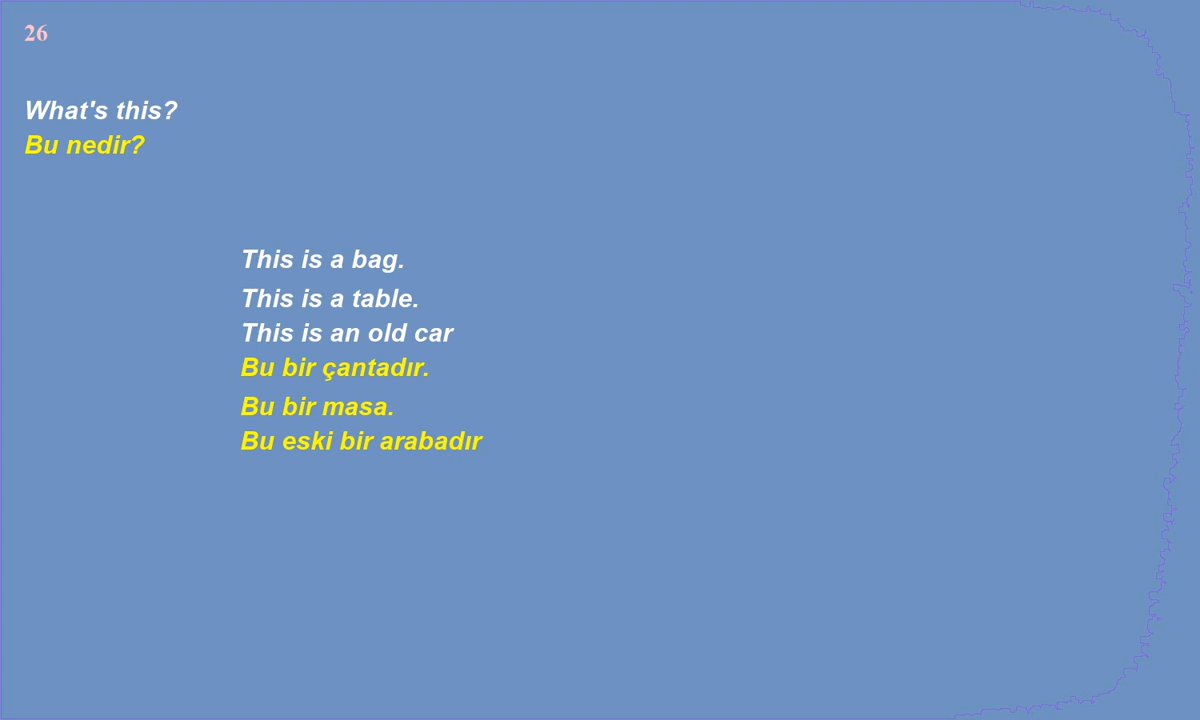 26
What's this?
Bu nedir?
This is a bag.
This is a table.
This is an old car
Bu bir çantadır.
Bu bir masa.
Bu eski bir arabadır